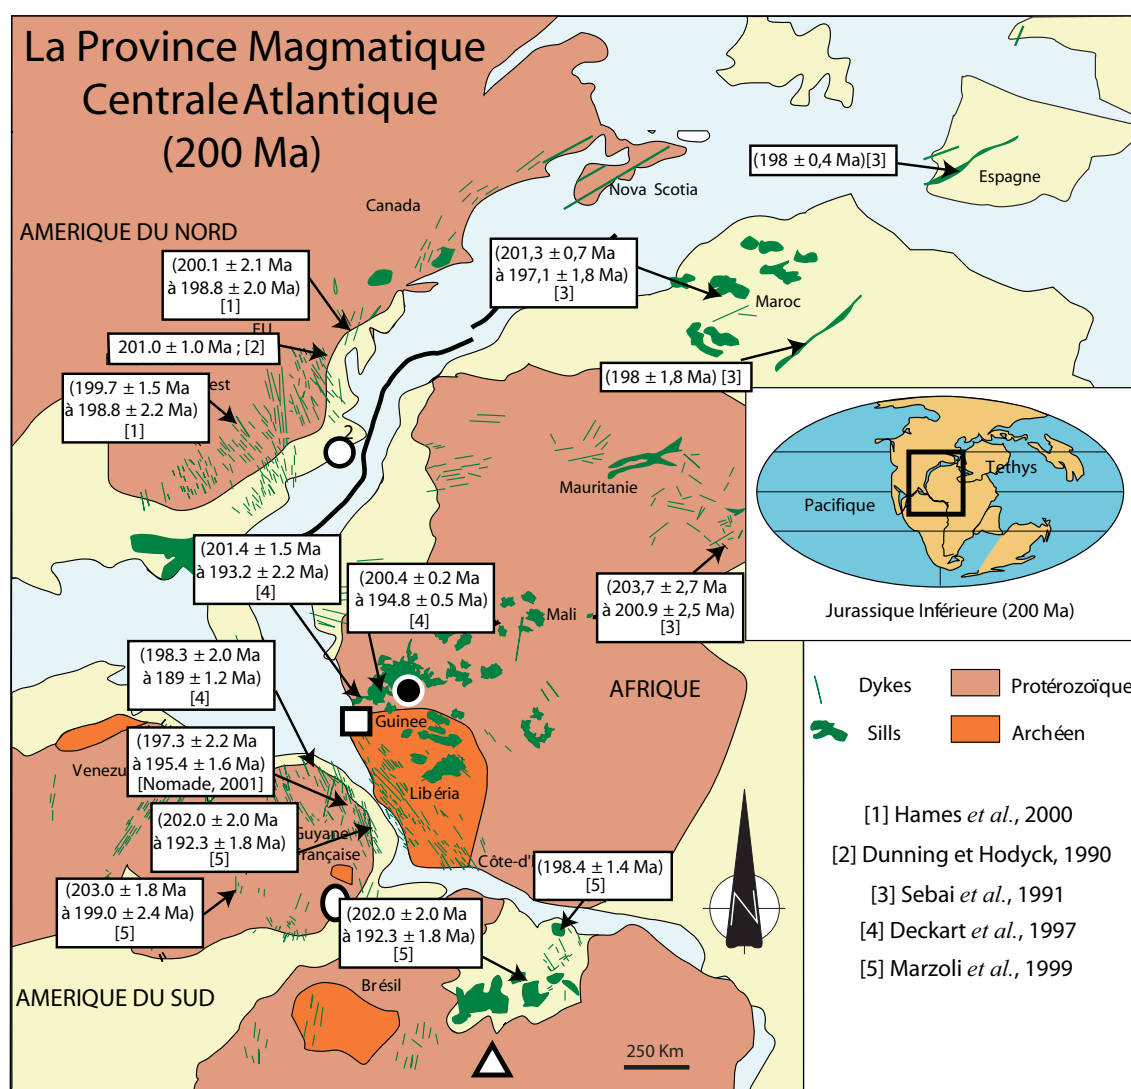 La Province Magmatique
Centrale Atlantique
(200 Ma)
(198 ± 0,4 Ma)[3]
Espagne
Nova Scotia
Canada
AMERIQUE DU NORD
(200.1 ± 2.1 Ma
à 198.8 ± 2.0 Ma)
[1]
(201,3 ± 0,7 Ma
à 197,1 ± 1,8 Ma)
[3]
Maroc
EU
201.0 ± 1.0 Ma ; [2]
(198 ± 1,8 Ma) [3]
(199.7 ± 1.5 Ma
à 198.8 ± 2.2 Ma)
[1]
est
2
Mauritanie
Tethys
Pacifique
Jurassique Inférieure (200 Ma)
(201.4 ± 1.5 Ma
à 193.2 ± 2.2 Ma)
[4]
(200.4 ± 0.2 Ma
à 194.8 ± 0.5 Ma)
[4]
(203,7 ± 2,7 Ma
à 200.9 ± 2,5 Ma)
[3]
Mali
(198.3 ± 2.0 Ma
à 189 ± 1.2 Ma)
[4]
AFRIQUE
Guinee
Dykes
Protérozoïque
Sills
Archéen
(197.3 ± 2.2 Ma
à 195.4 ± 1.6 Ma)
[Nomade, 2001]
Venezu
Libéria
(202.0 ± 2.0 Ma
à 192.3 ± 1.8 Ma)
[5]
Guyane
rançaise
Côte-d'I
[1] Hames et al., 2000
[2] Dunning et Hodyck, 1990
[3] Sebai et al., 1991
[4] Deckart et al., 1997
[5] Marzoli et al., 1999
(198.4 ± 1.4 Ma)
[5]
(203.0 ± 1.8 Ma
à 199.0 ± 2.4 Ma)
[5]
(202.0 ± 2.0 Ma
à 192.3 ± 1.8 Ma)
[5]
N
AMERIQUE DU SUD
Brésil
250 Km